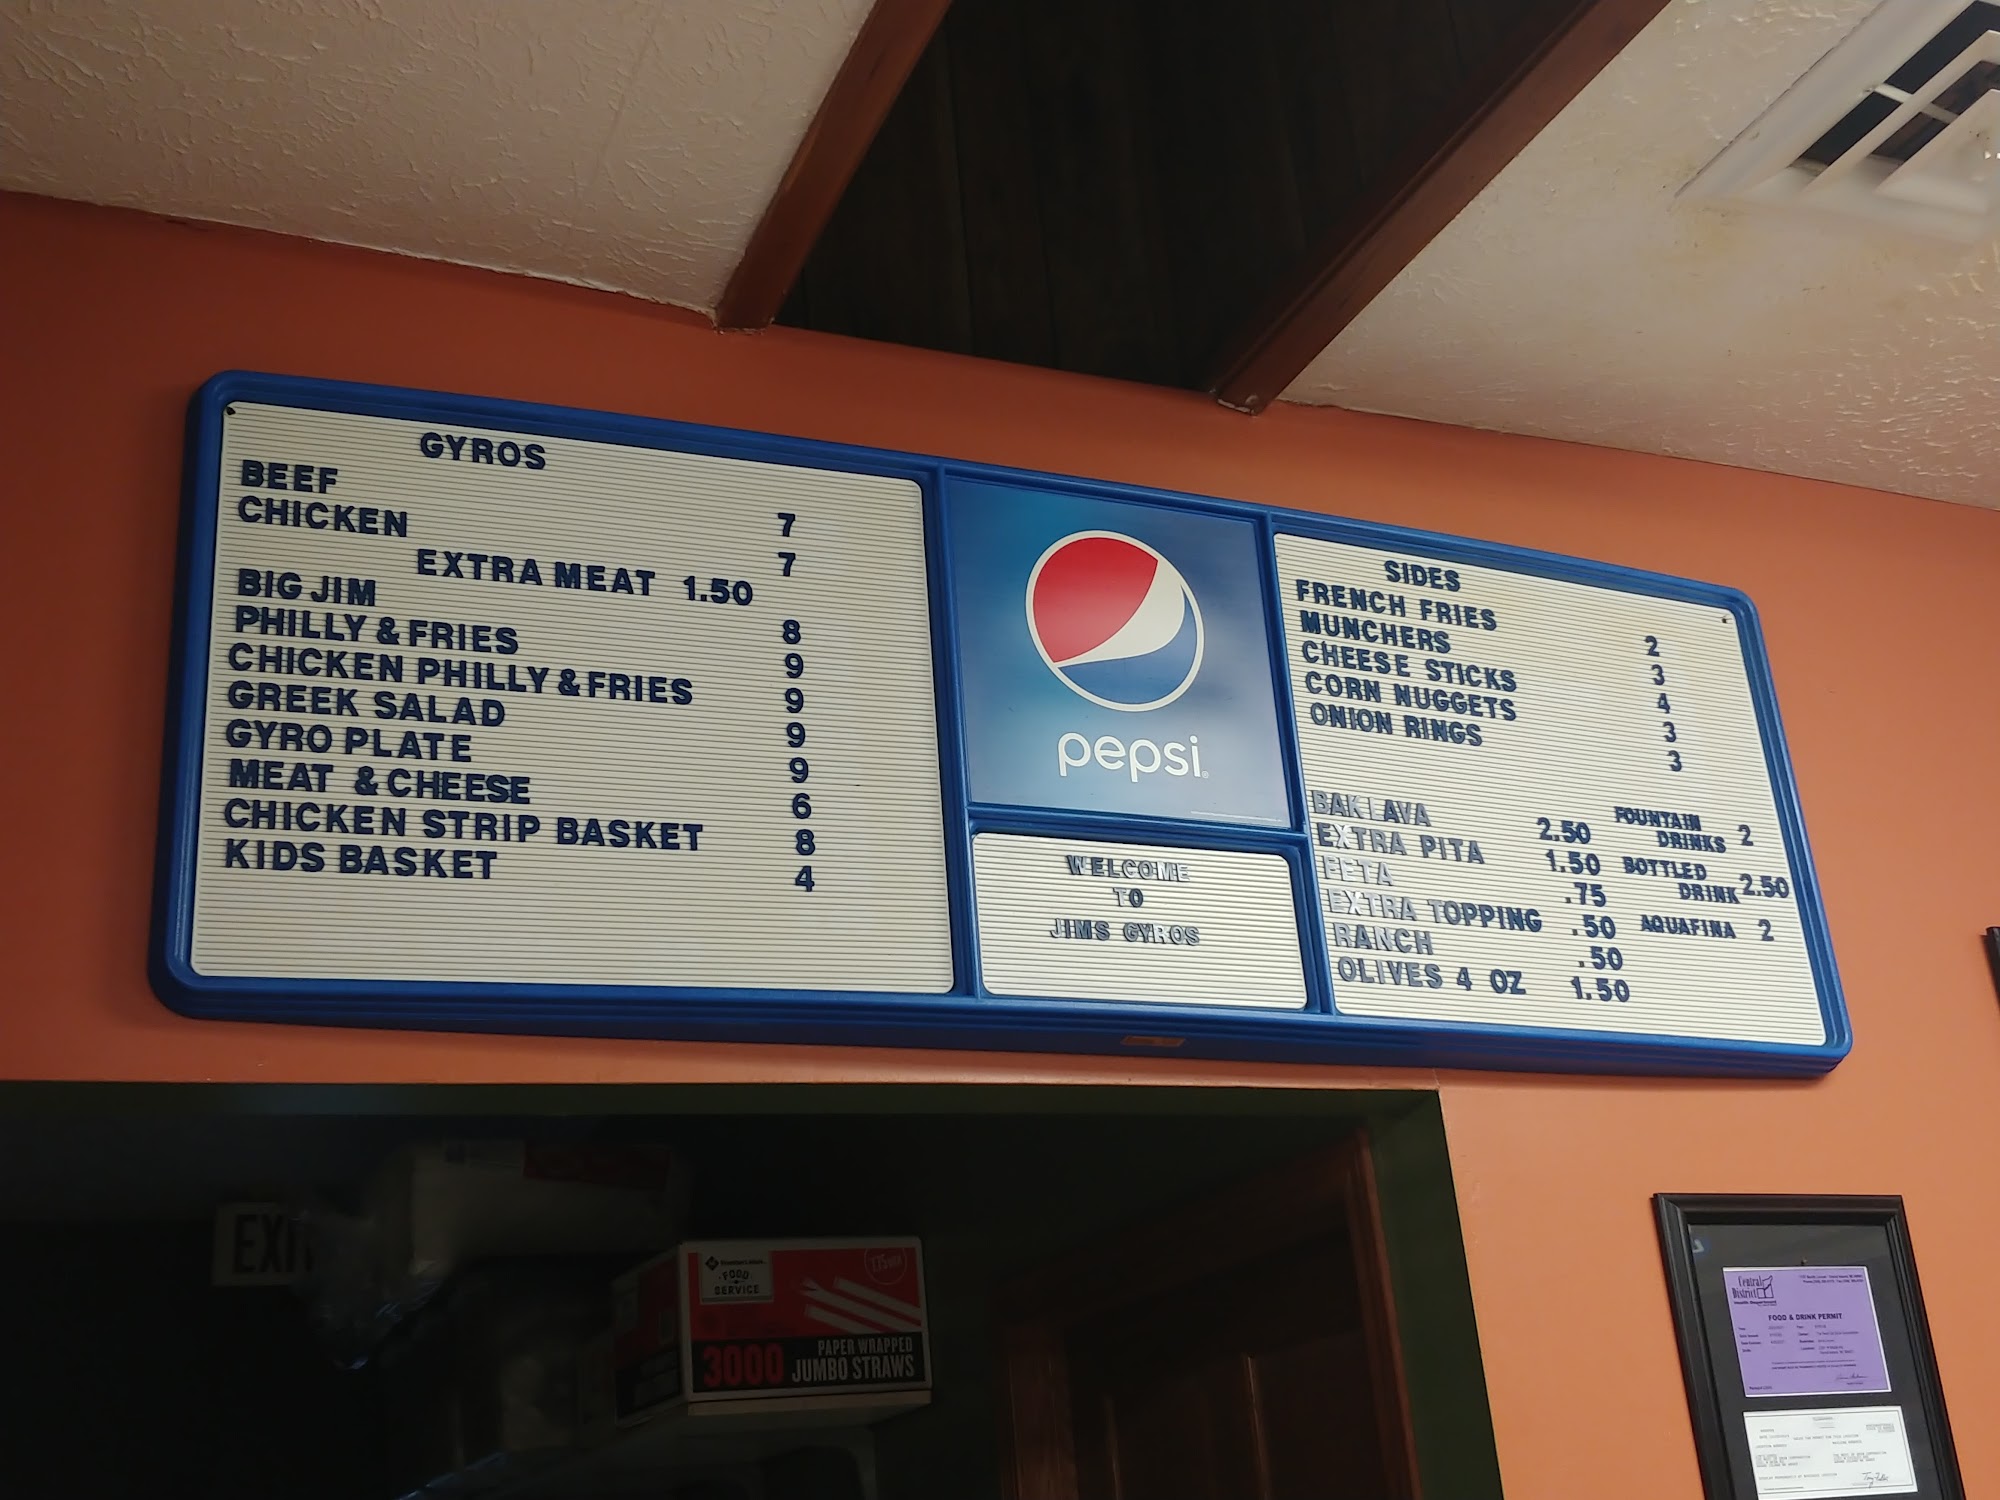 GYROS
BEEF 7
CHICKEN 7
EXTRA MEAT 1.50
BIG JIM 8
PHILLY & FRIES 9
CHICKEN PHILLY & FRIES 9
GREEK SALAD 9
GYRO PLATE 9
MEAT & CHEESE 6
CHICKEN STRIP BASKET 8
KIDS BASKET 4
pepsi
WELCOME
TO
JIMS GYROS
SIDES
FRENCH FRIES 2
MUNCHERS 3
CHEESE STICKS 4
CORN NUGGETS 3
ONION RINGS 3
BAKLAVA 2.50
EXTRA PITA 1.50
FETA .75
EXTRA TOPPING .50
RANCH .50
OLIVES 4 OZ 1.50
FOUNTAIN
DRINKS 2
BOTTLED
DRINK 2.50
AQUAFINA 2
EXIT
FOOD
SERVICE
3000 PAPER WRAPPED
JUMBO STRAWS
Central
District
Health Department
FOOD & DRINK PERMIT